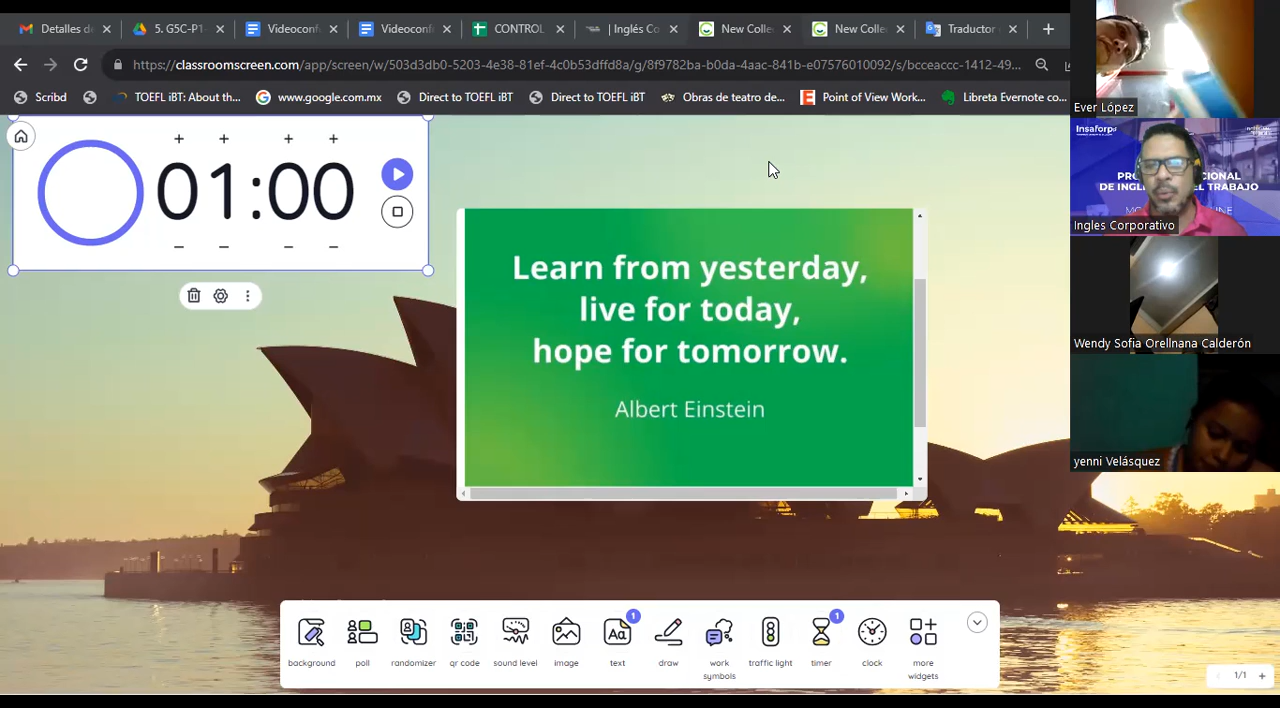 Detalles de
5. G5C-P1-
Videoconf
Videoconf
CONTROL
| Inglés Co
New Colle
New Colle
Traductor
https://classroomscreen.com/app/screen/w/503d3db0-5203-4e38-81ef-4c0b53dffd8a/g/8f9782ba-b0da-4aac-841b-e07576010092/s/bcceaccc-1412-49...
Scribd
TOEFL iBT: About th...
www.google.com.mx
Direct to TOEFL iBT
Direct to TOEFL iBT
Obras de teatro de...
Point of View Work...
Libreta Evernote co...
01:00
Learn from yesterday,
live for today,
hope for tomorrow.
Albert Einstein
background
poll
randomizer
qr code
sound level
image
text
1
draw
work
symbols
traffic light
timer
1
clock
more
widgets
1/1
Ever López
Insaforp
Ingles Corporativo
Wendy Sofia Orellnana Calderón
yenni Velásquez